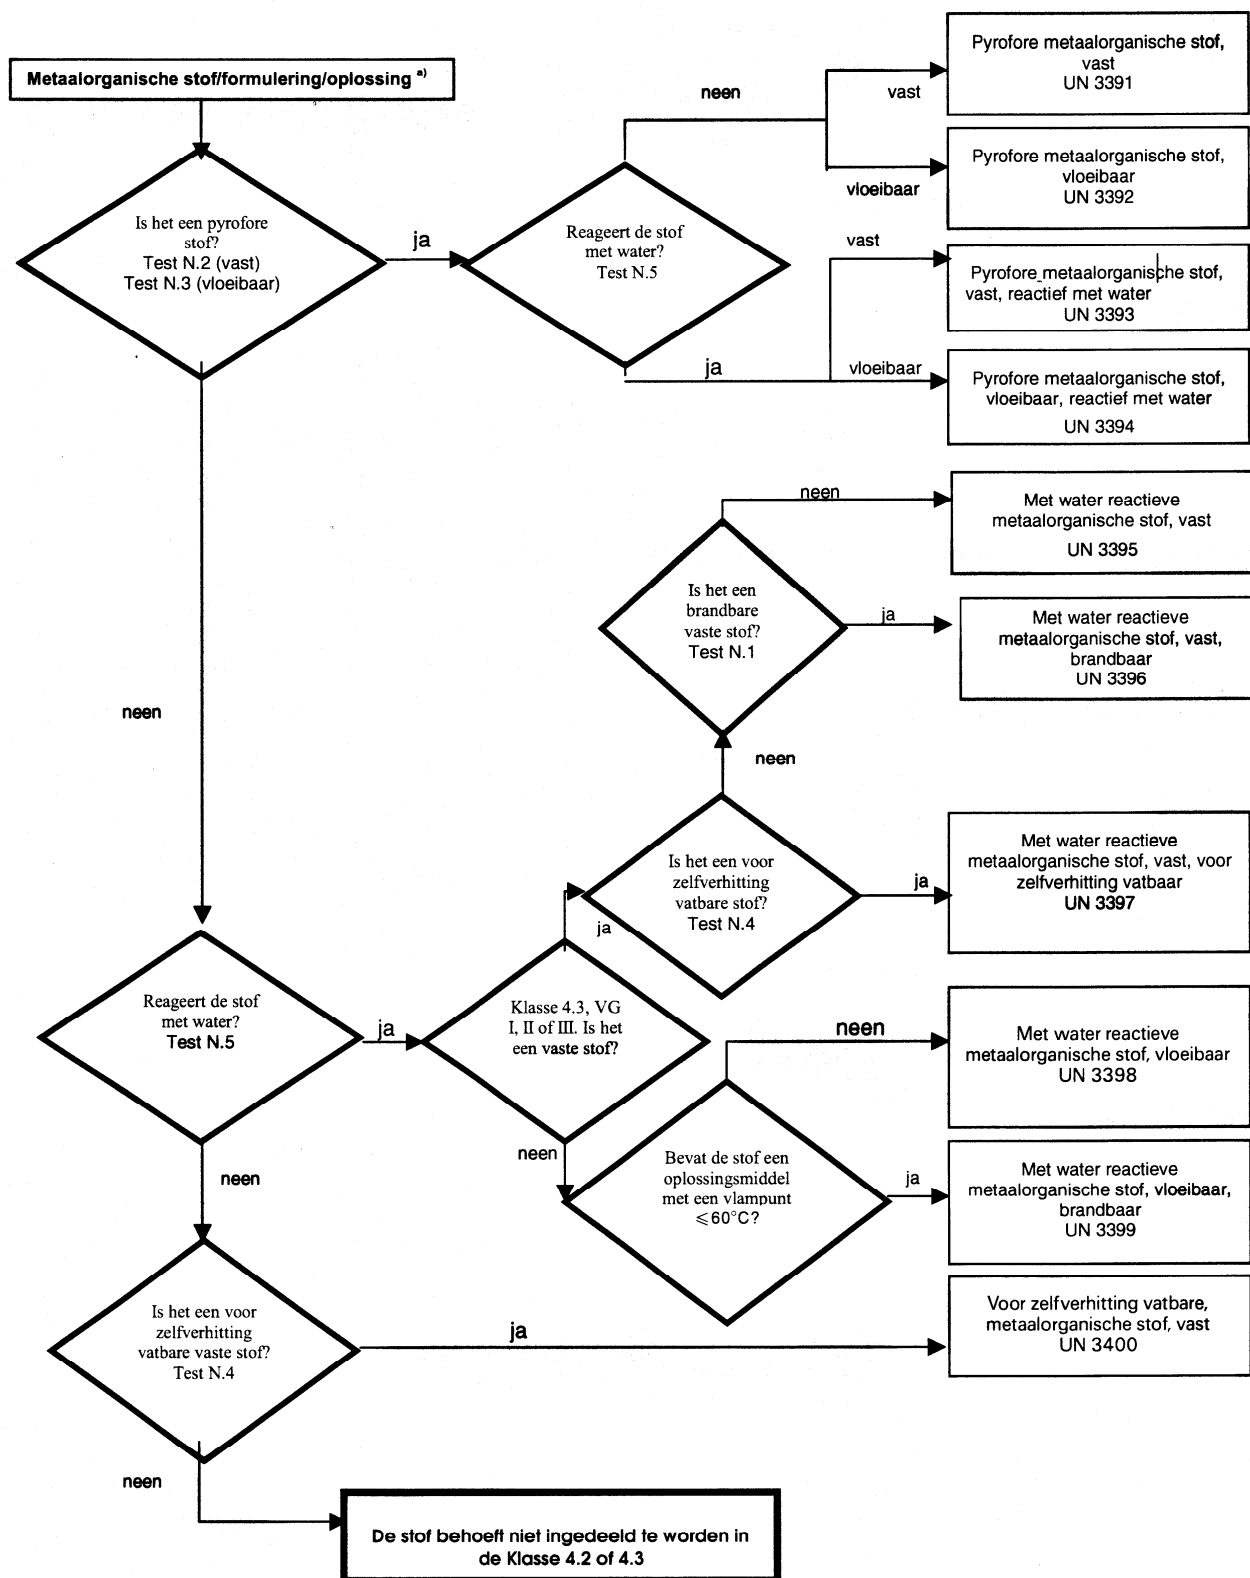 Metaalorganische stof/formulering/oplossing a)
Is het een pyrofore
stof?
Test N.2 (vast)
Test N.3 (vloeibaar)
ja
Reageert de stof
met water?
Test N.5
neen
vast
Pyrofore metaalorganische stof,
vast
UN 3391
vloeibaar
Pyrofore metaalorganische stof,
vloeibaar
UN 3392
vast
Pyrofore metaalorganische stof,
vast, reactief met water
UN 3393
ja
vloeibaar
Pyrofore metaalorganische stof,
vloeibaar, reactief met water
UN 3394
neen
Met water reactieve
metaalorganische stof, vast
UN 3395
Is het een
brandbare
vaste stof?
Test N.1
ja
Met water reactieve
metaalorganische stof, vast,
brandbaar
UN 3396
neen
neen
Is het een voor
zelfverhitting
vatbare stof?
Test N.4
ja
Met water reactieve
metaalorganische stof, vast, voor
zelfverhitting vatbaar
UN 3397
ja
Reageert de stof
met water?
Test N.5
ja
Klasse 4.3, VG
I, II of III. Is het
een vaste stof?
neen
Met water reactieve
metaalorganische stof, vloeibaar
UN 3398
neen
Bevat de stof een
oplossingsmiddel
met een vlampunt
⩽60°C?
ja
Met water reactieve
metaalorganische stof, vloeibaar,
brandbaar
UN 3399
neen
Is het een voor
zelfverhitting
vatbare vaste stof?
Test N.4
ja
Voor zelfverhitting vatbare,
metaalorganische stof, vast
UN 3400
neen
De stof behoeft niet ingedeeld te worden in
de Klasse 4.2 of 4.3